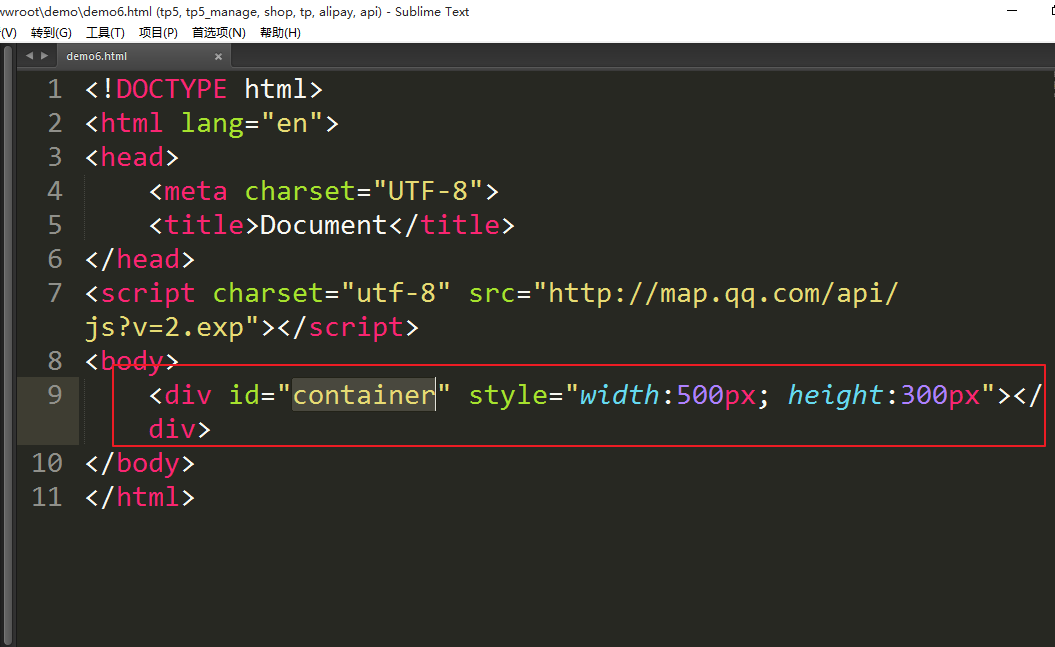 wwroot\demo\demo6.html (tp5, tp5_manage, shop, tp, alipay, api) - Sublime Text
(V) 转到(G) 工具(T) 项目(P) 首选项(N) 帮助(H)
demo6.html ×
1 <!DOCTYPE html>
2 <html lang="en">
3 <head>
4     <meta charset="UTF-8">
5     <title>Document</title>
6 </head>
7 <script charset="utf-8" src="http://map.qq.com/api/
js?v=2.exp"></script>
8 <body>
9     <div id="container" style="width:500px; height:300px"></
div>
10 </body>
11 </html>